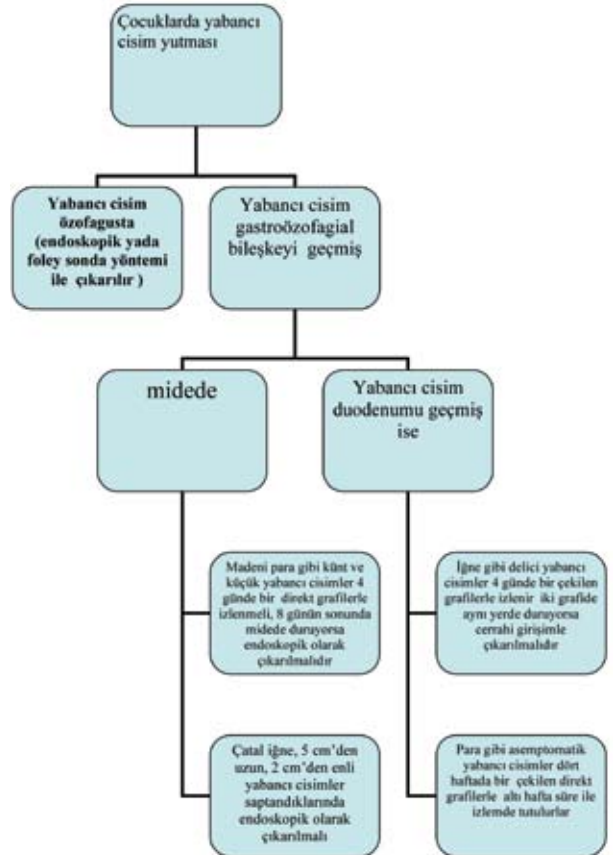 Çocuklarda yabancı
cisim yutması
Yabancı cisim
özofagusta
(endoskopik yada
foley sonda yöntemi
ile çıkarılır )
Yabancı cisim
gastroözofagial
bileşkeyi geçmiş
midede
Yabancı cisim
duodenumu geçmiş
ise
Madeni para gibi künt ve
küçük yabancı cisimler 4
günde bir direkt grafilerle
izlenmeli, 8 günün sonunda
midede duruyorsa
endoskopik olarak
çıkarılmalıdır
İğne gibi delici yabancı
cisimler 4 günde bir çekilen
grafilerle izlenir iki grafide
aynı yerde duruyorsa
cerrahi girişimle
çıkarılmalıdır
Çatal iğne, 5 cm'den
uzun, 2 cm'den enli
yabancı cisimler
saptandıklarında
endoskopik olarak
çıkarılmalı
Para gibi asemptomatik
yabancı cisimler dört
haftada bir çekilen direkt
grafilerle altı hafta süre ile
izlemde tutulurlar